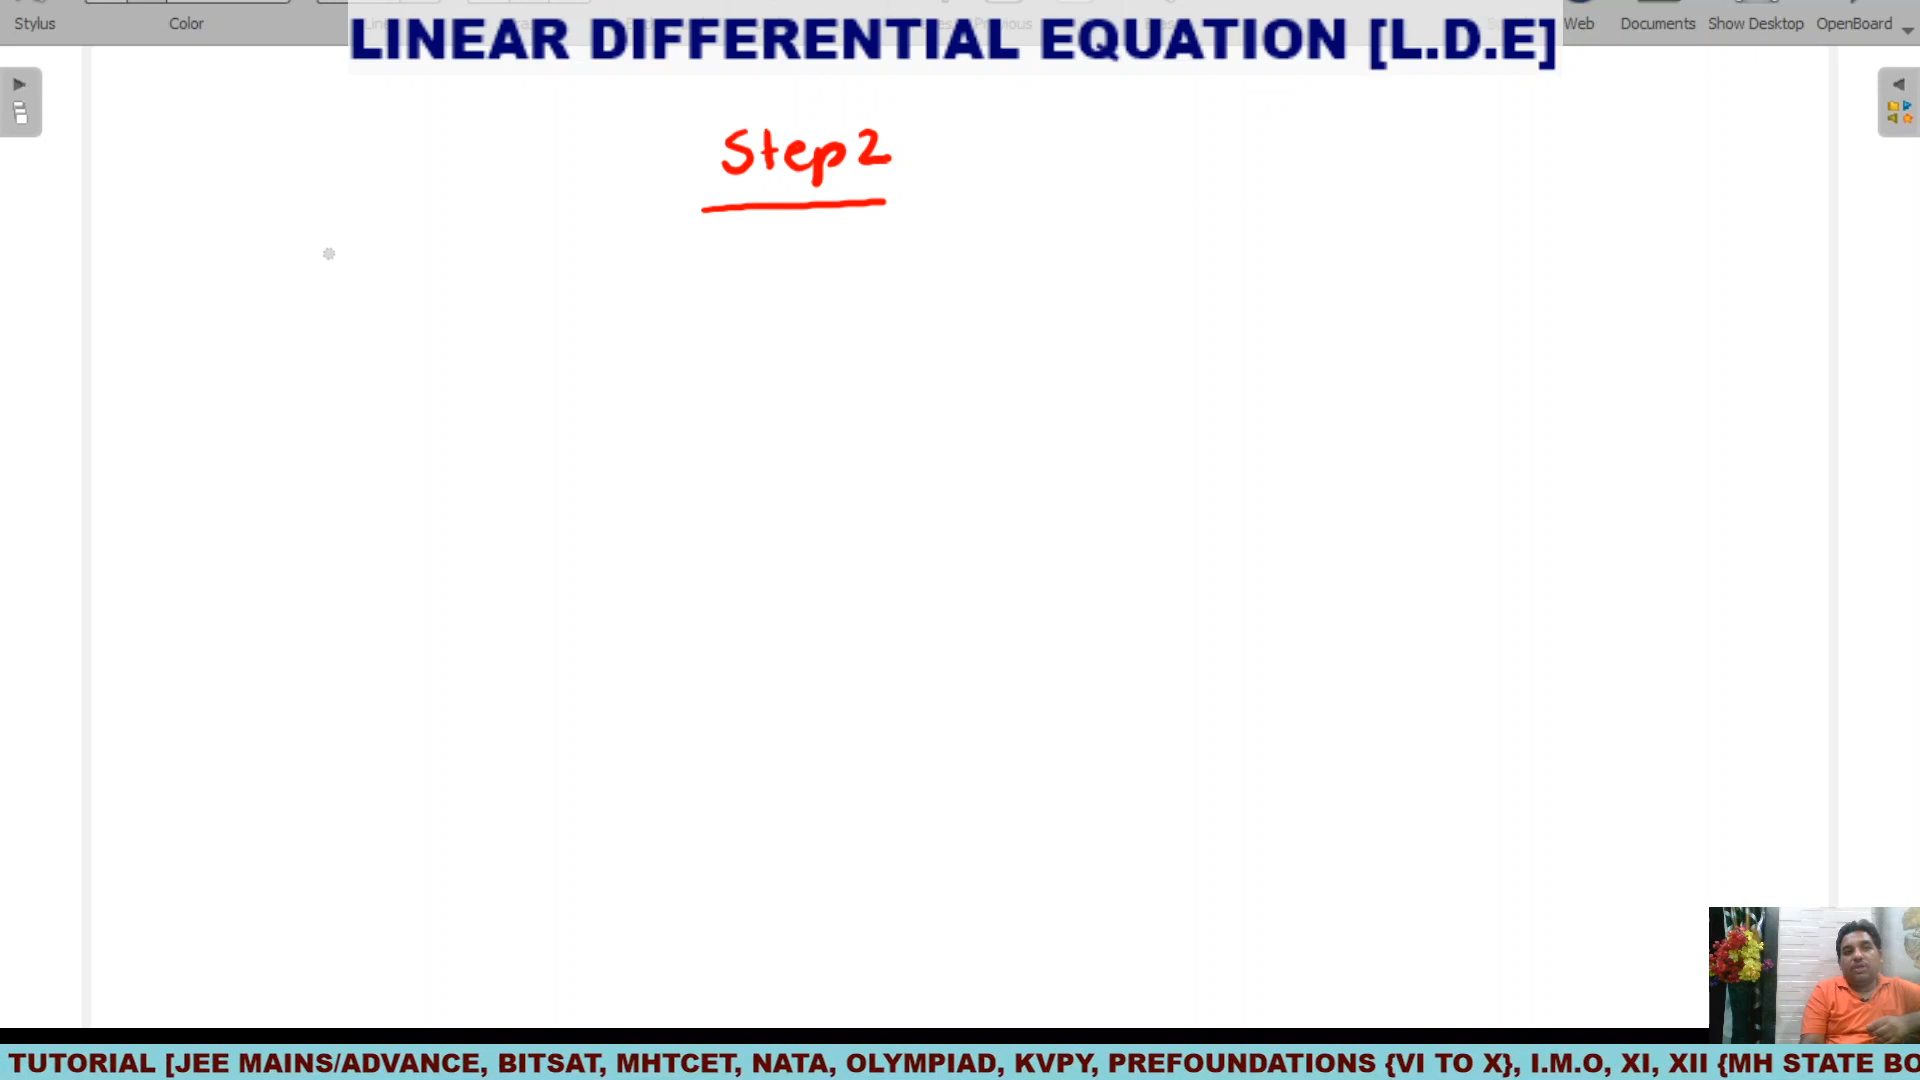 Stylus
Color
LINEAR DIFFERENTIAL EQUATION [L.D.E]
Web
Documents
Show Desktop
OpenBoard
Step 2
TUTORIAL [JEE MAINS/ADVANCE, BITSAT, MHTCET, NATA, OLYMPIAD, KVPY, PREFOUNDATIONS {VI TO X}, I.M.O, XI, XII {MH STATE BO